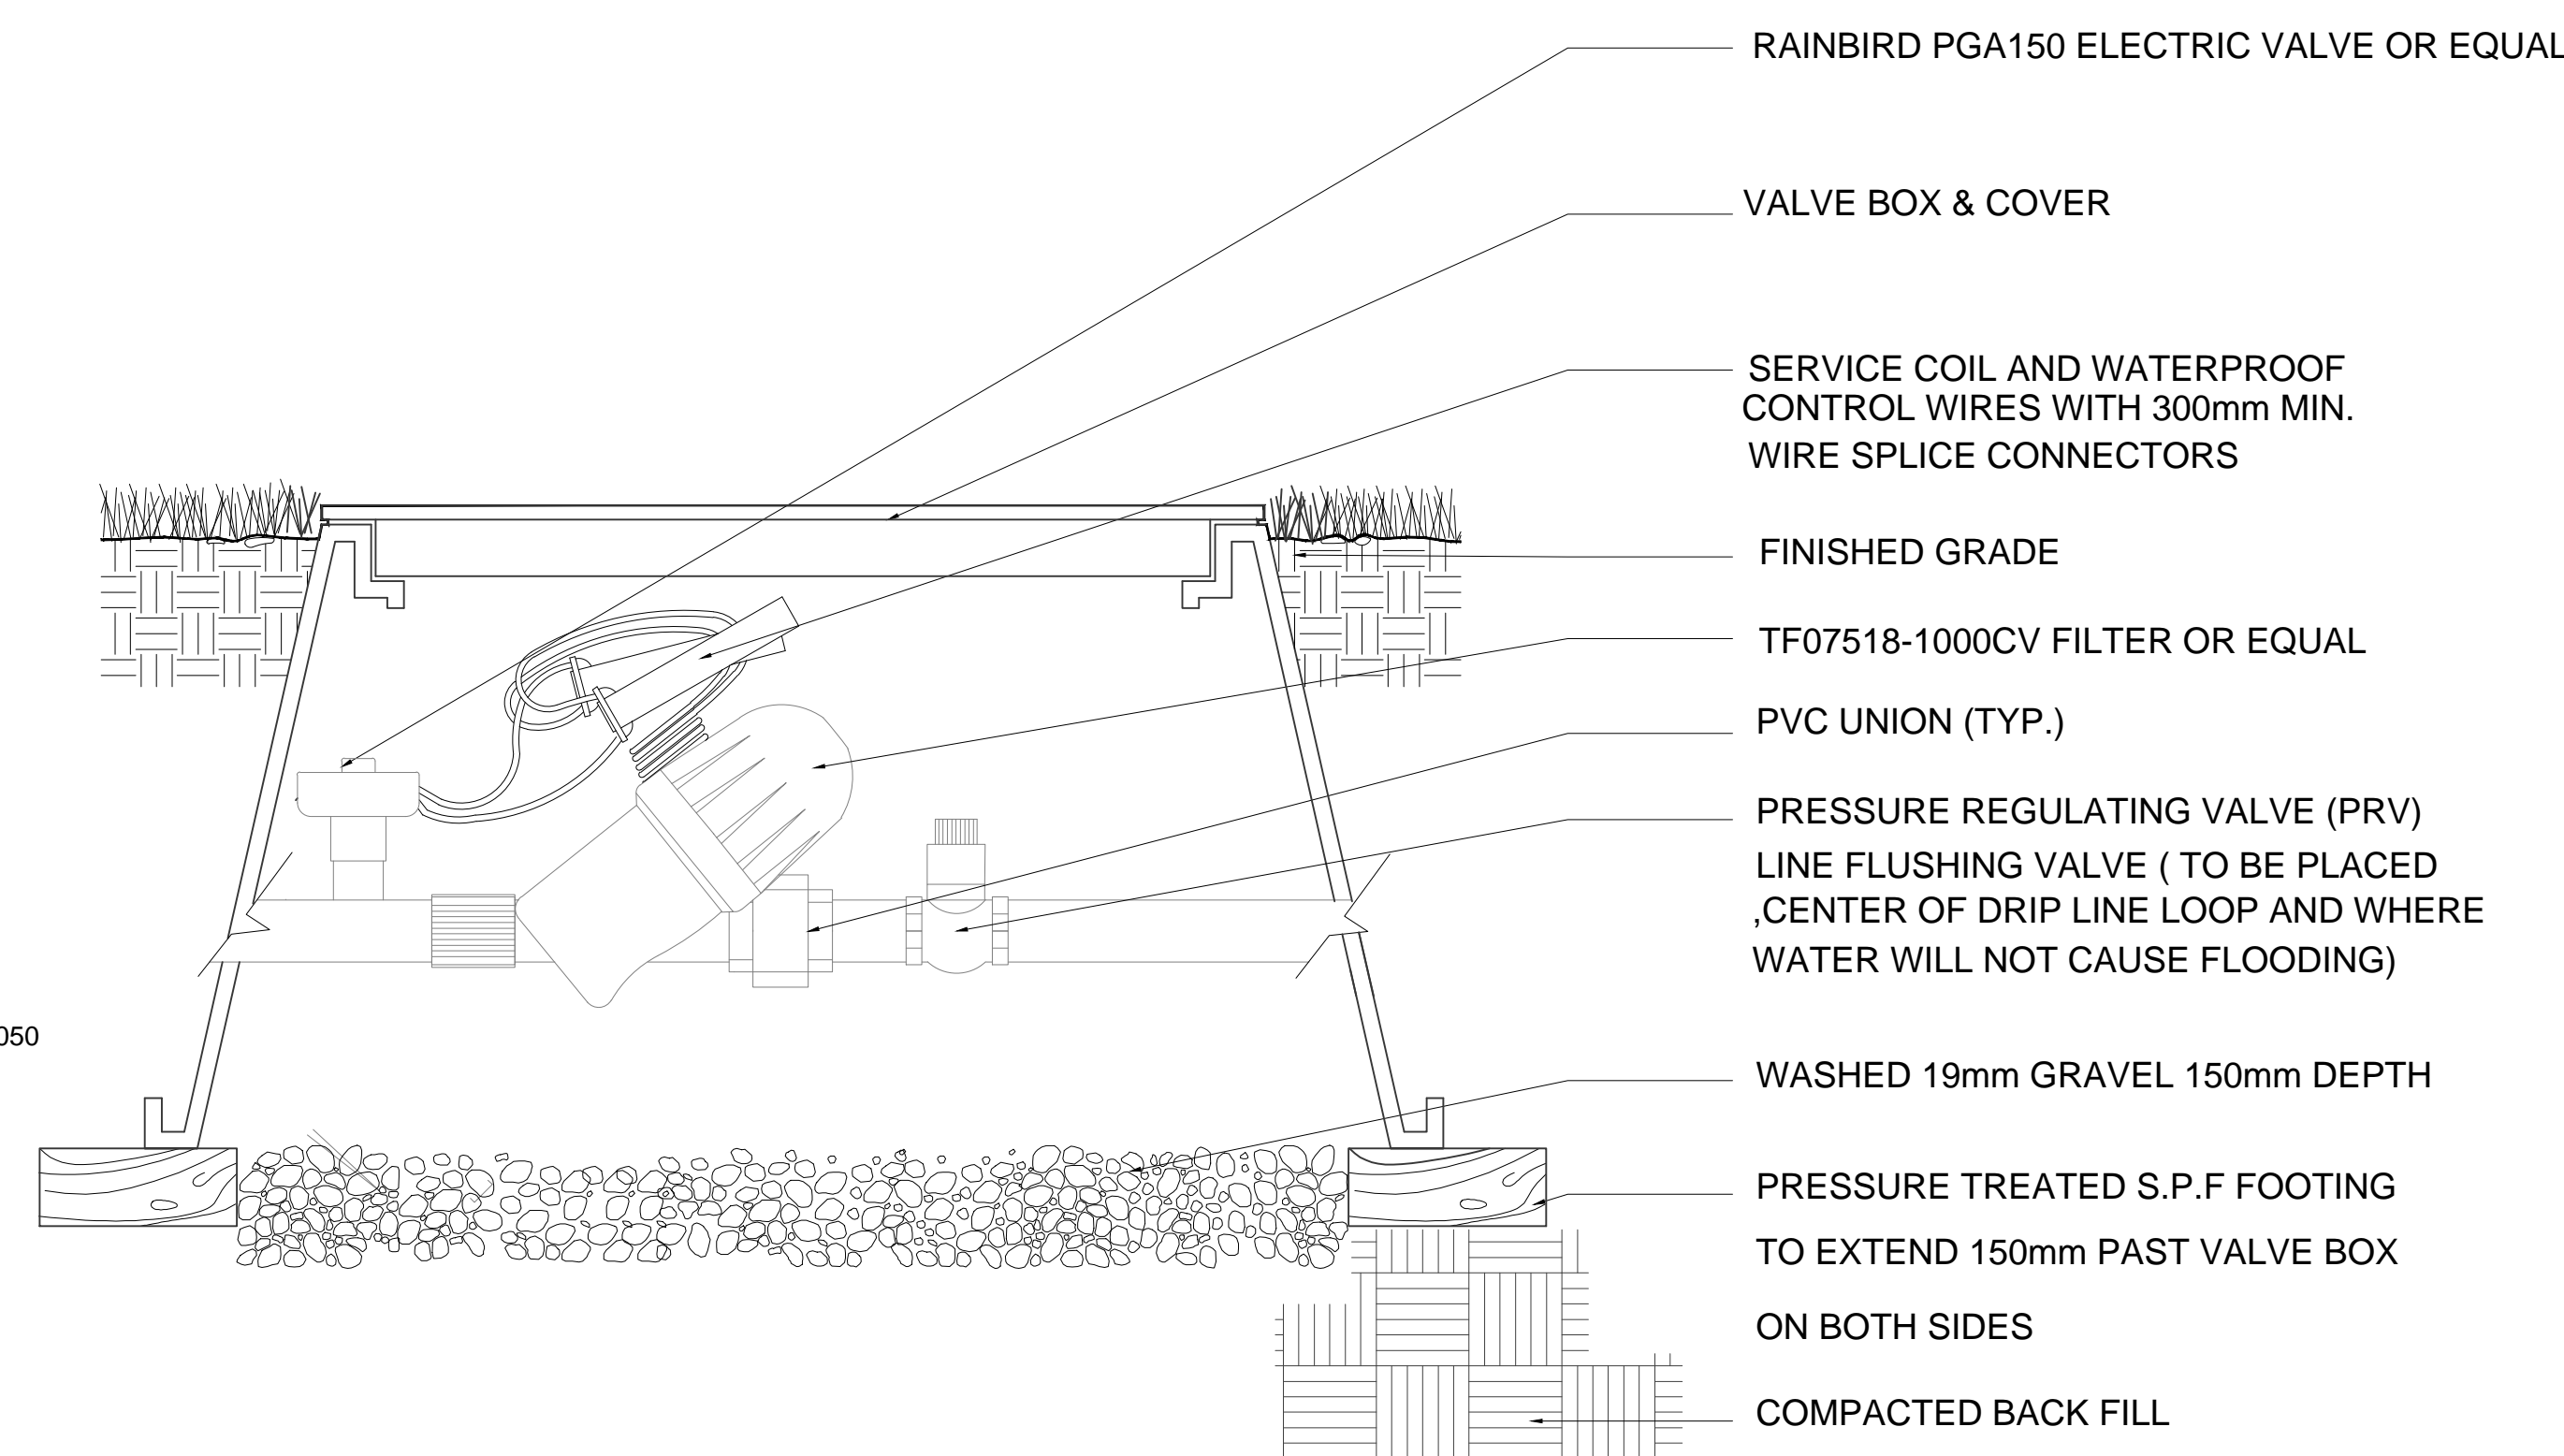 RAINBIRD PGA150 ELECTRIC VALVE OR EQUAL
VALVE BOX & COVER
SERVICE COIL AND WATERPROOF
CONTROL WIRES WITH 300mm MIN.
WIRE SPLICE CONNECTORS
FINISHED GRADE
TF07518-1000CV FILTER OR EQUAL
PVC UNION (TYP.)
PRESSURE REGULATING VALVE (PRV)
LINE FLUSHING VALVE ( TO BE PLACED
,CENTER OF DRIP LINE LOOP AND WHERE
WATER WILL NOT CAUSE FLOODING)
050
WASHED 19mm GRAVEL 150mm DEPTH
PRESSURE TREATED S.P.F FOOTING
TO EXTEND 150mm PAST VALVE BOX
ON BOTH SIDES
COMPACTED BACK FILL